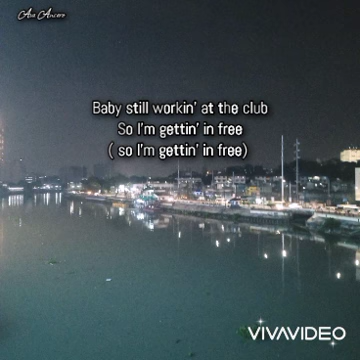 Baby still workin' at the club
So I'm gettin' in free
( so I'm gettin' in free)
VIVAVIDEO